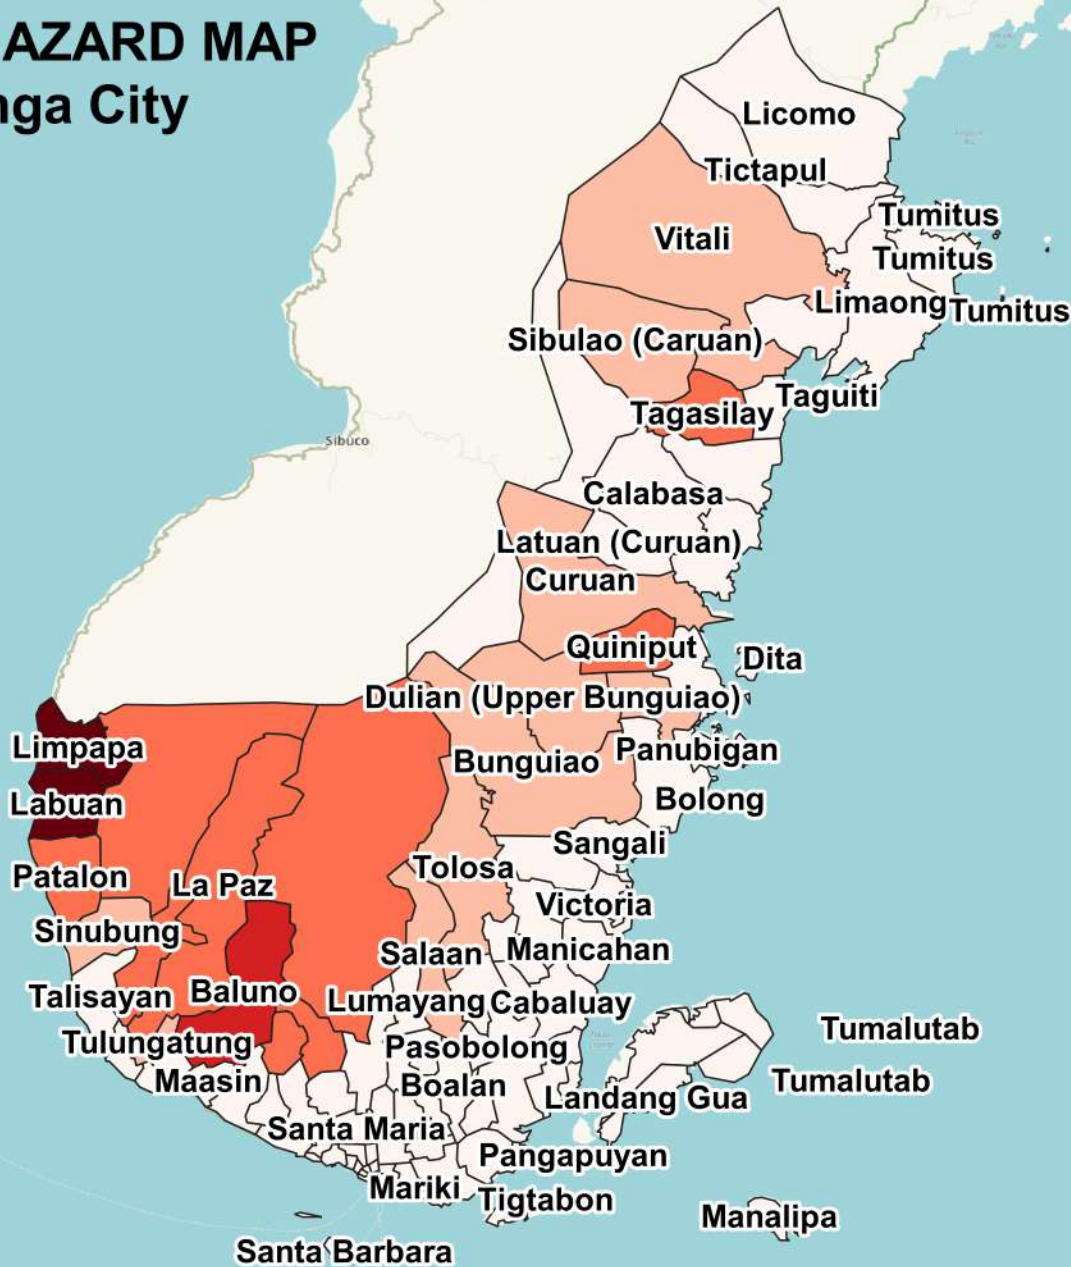 AZARD MAP
nga City
Licomo
Tictapul
Tumitus
Vitali
Tumitus
Limaong
Tumitus
Sibulao (Caruan)
Taguiti
Tagasilay
Sibuco
Calabasa
Latuan (Curuan)
Curuan
Quiniput
Dita
Dulian (Upper Bunguiao)
Limpapa
Panubigan
Bunguiao
Labuan
Bolong
Sangali
Tolosa
Patalon
La Paz
Victoria
Sinubung
Manicahan
Salaan
Talisayan
Baluno
Lumayang
Cabaluay
Tumalutab
Tulungatung
Pasobolong
Maasin
Boalan
Tumalutab
Landang Gua
Santa Maria
Pangapuyan
Mariki
Tigtabon
Manalipa
Santa Barbara